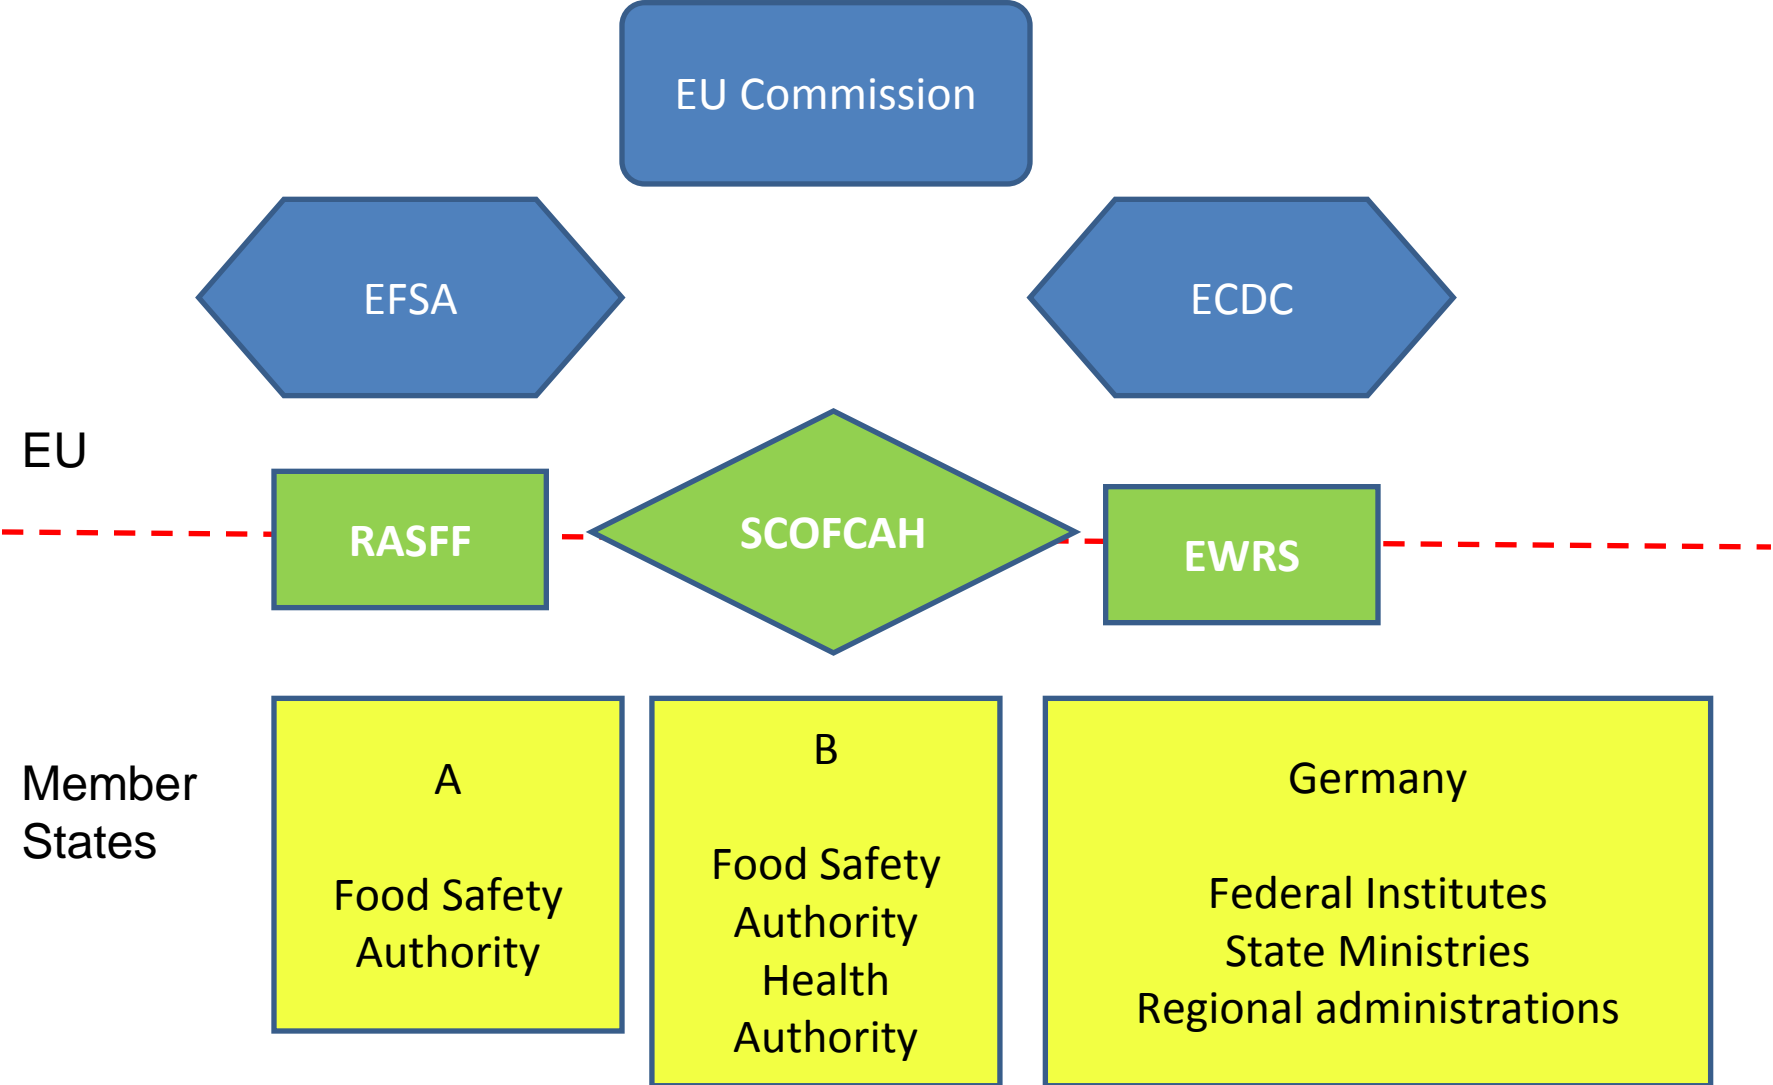 EU Commission
EFSA
ECDC
EU
RASFF
SCOFCAH
EWRS
Member
States
A
Food Safety
Authority
B
Food Safety
Authority
Health
Authority
Germany
Federal Institutes
State Ministries
Regional administrations